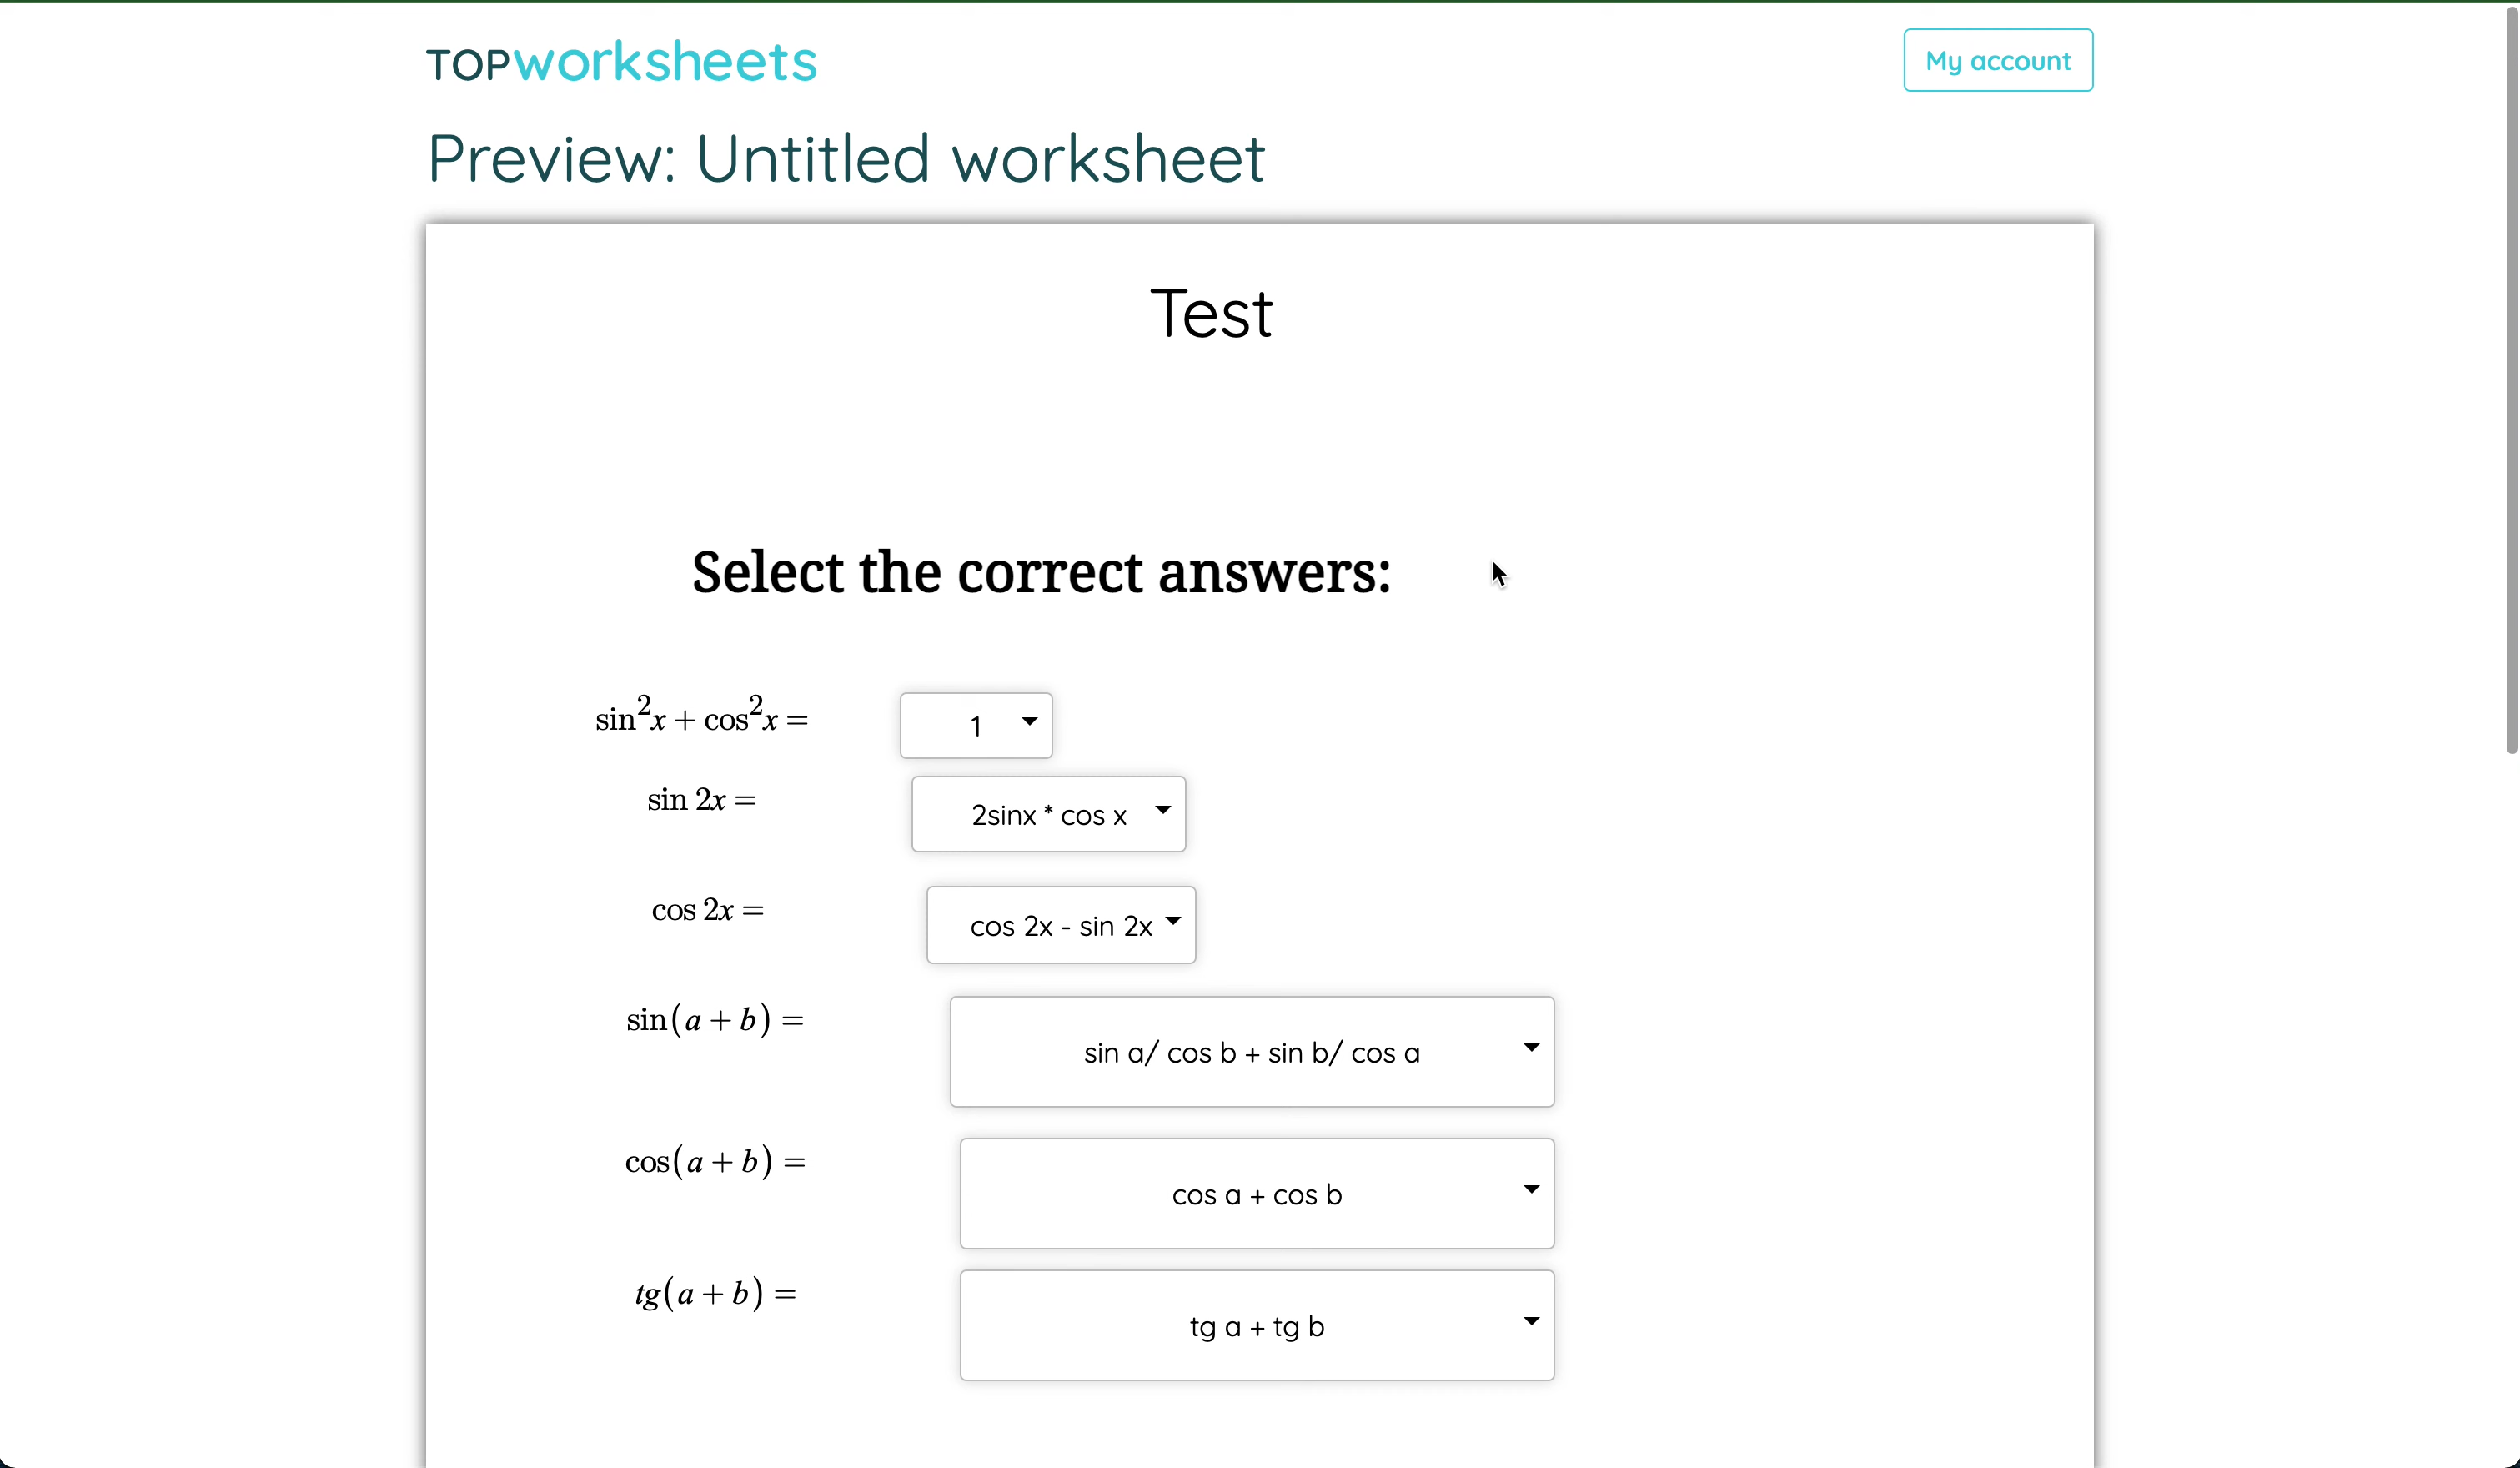 TOPworksheets
My account
Preview: Untitled worksheet
Test
Select the correct answers:
sin²x + cos²x = 1
sin 2x = 2sinx * cos x
cos 2x = cos 2x - sin 2x
sin(a + b) = sin a/ cos b + sin b/ cos a
cos(a + b) = cos a + cos b
tg(a + b) = tg a + tg b